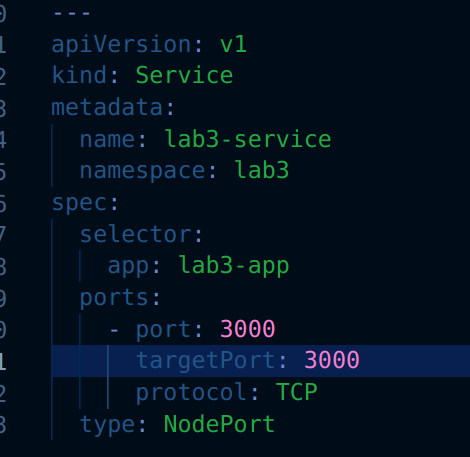 0 ---
1 apiVersion: v1
2 kind: Service
3 metadata:
4 name: lab3-service
5 namespace: lab3
6 spec:
7 selector:
8 app: lab3-app
9 ports:
0 - port: 3000
1 targetPort: 3000
2 protocol: TCP
3 type: NodePort